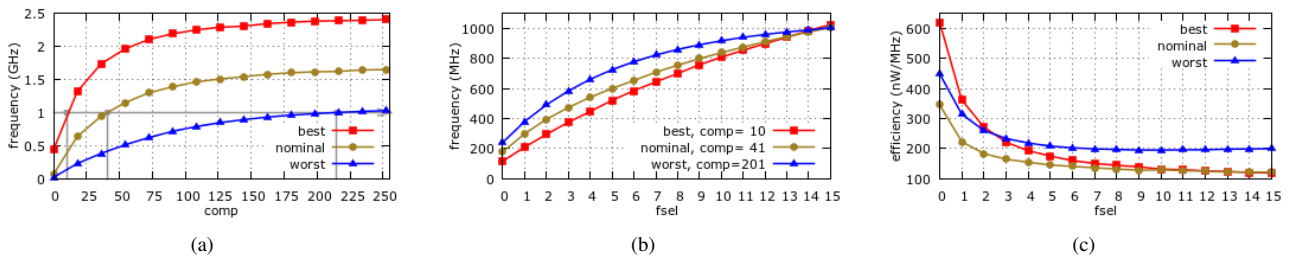 2.5
2
1.5
1
0.5
0
frequency (GHz)
best
nominal
worst
0 25 50 75 100 125 150 175 200 225 250
comp
(a)
1000
800
600
400
200
0
frequency (MHz)
best, comp= 10
nominal, comp= 41
worst, comp=201
0 1 2 3 4 5 6 7 8 9 10 11 12 13 14 15
fsel
(b)
600
500
400
300
200
100
efficiency (nW/MHz)
best
nominal
worst
0 1 2 3 4 5 6 7 8 9 10 11 12 13 14 15
fsel
(c)